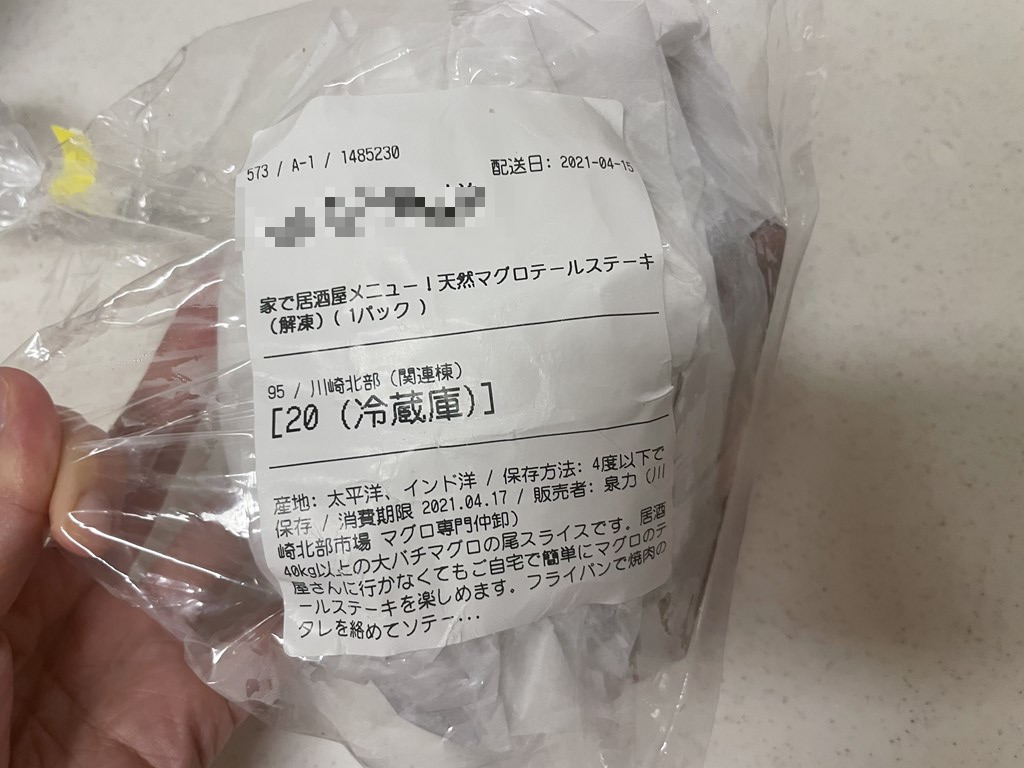 573 / A-1 / 1485230
配送日: 2021-04-15
家で居酒屋メニュー！天然マグロテールステーキ
（解凍）( 1パック )
95 / 川崎北部（関連棟）
[20（冷蔵庫）]
産地: 太平洋、インド洋 / 保存方法: 4度以下で
保存 / 消費期限 2021.04.17 / 販売者: 泉力（川
崎北部市場 マグロ専門仲卸）
40kg以上の大バチマグロの尾スライスです。居酒
屋さんに行かなくてもご自宅で簡単にマグロのテ
ールステーキを楽しめます。フライパンで焼肉の
タレを絡めてソテー...